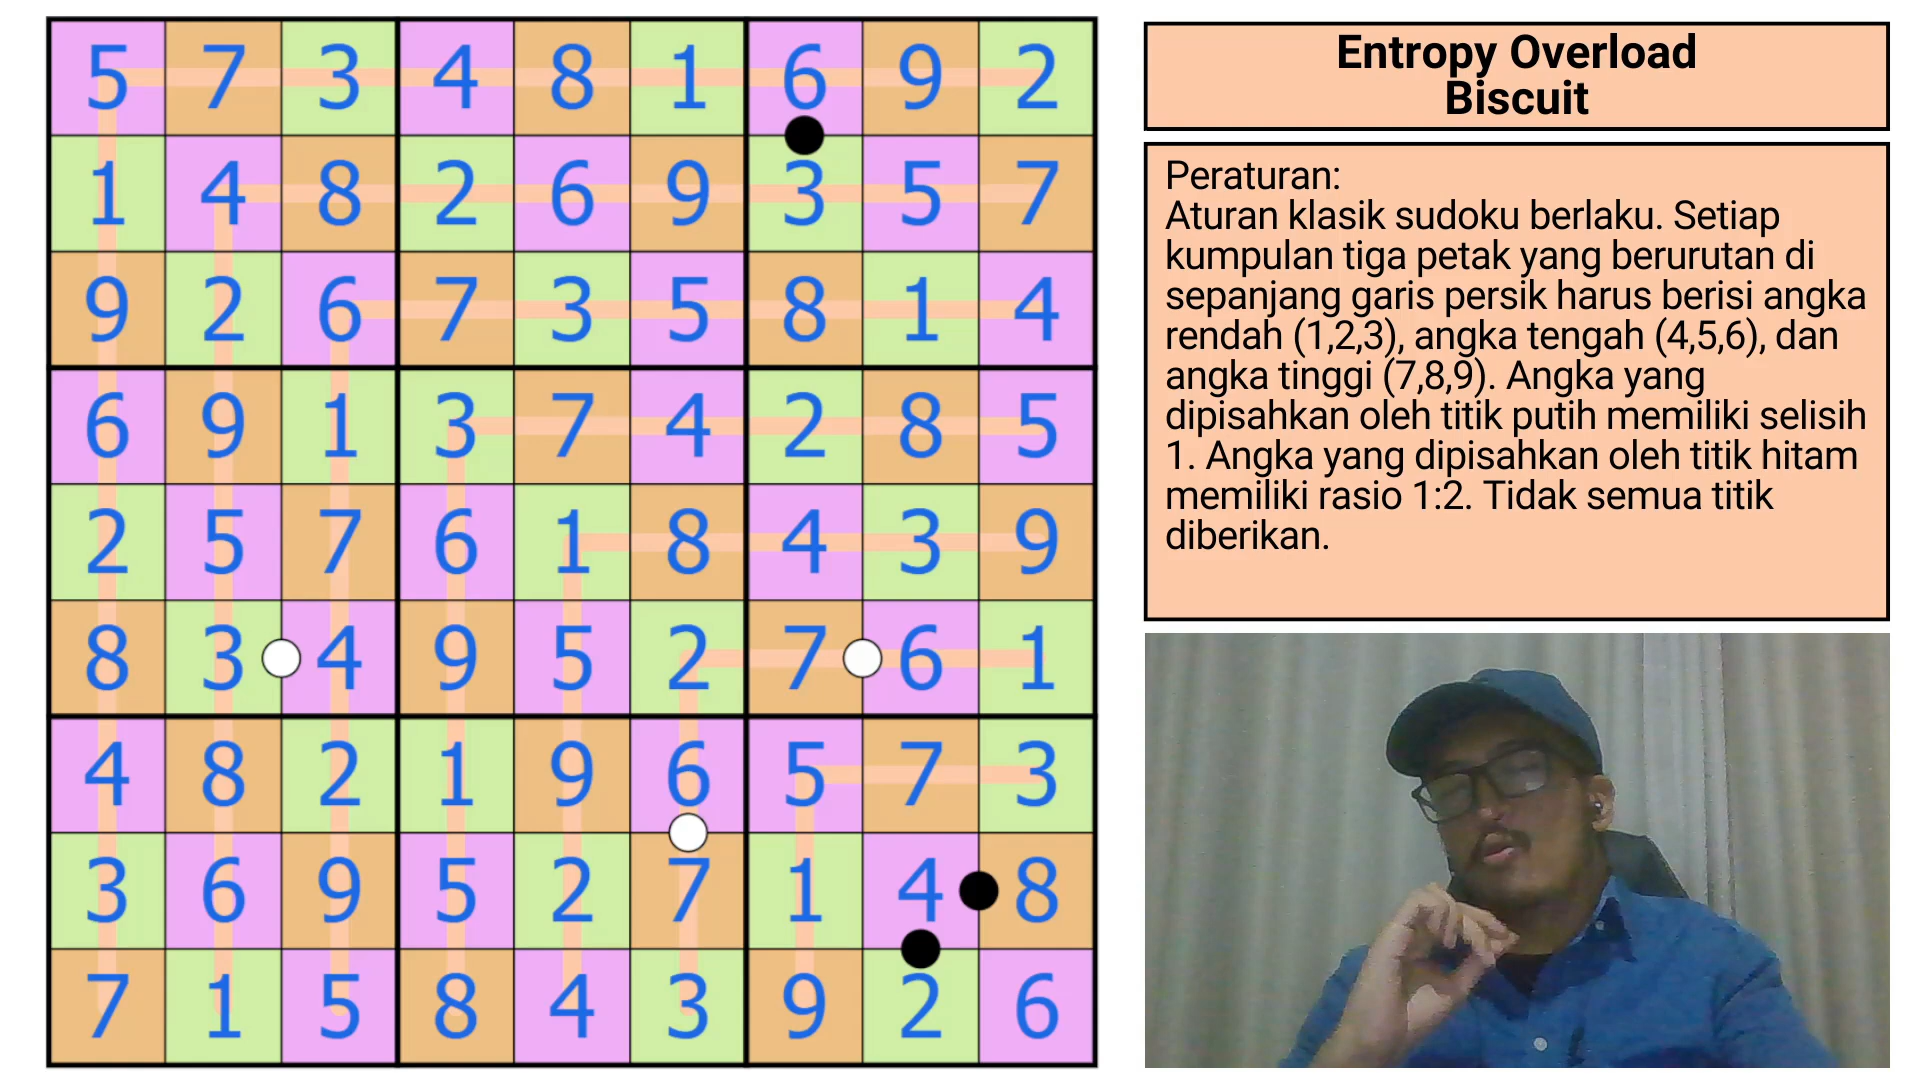 Entropy Overload
Biscuit
Peraturan:
Aturan klasik sudoku berlaku. Setiap
kumpulan tiga petak yang berurutan di
sepanjang garis persik harus berisi angka
rendah (1,2,3), angka tengah (4,5,6), dan
angka tinggi (7,8,9). Angka yang
dipisahkan oleh titik putih memiliki selisih
1. Angka yang dipisahkan oleh titik hitam
memiliki rasio 1:2. Tidak semua titik
diberikan.
5 7 3 4 8 1 6 9 2
1 4 8 2 6 9 3 5 7
9 2 6 7 3 5 8 1 4
6 9 1 3 7 4 2 8 5
2 5 7 6 1 8 4 3 9
8 3 4 9 5 2 7 6 1
4 8 2 1 9 6 5 7 3
3 6 9 5 2 7 1 4 8
7 1 5 8 4 3 9 2 6